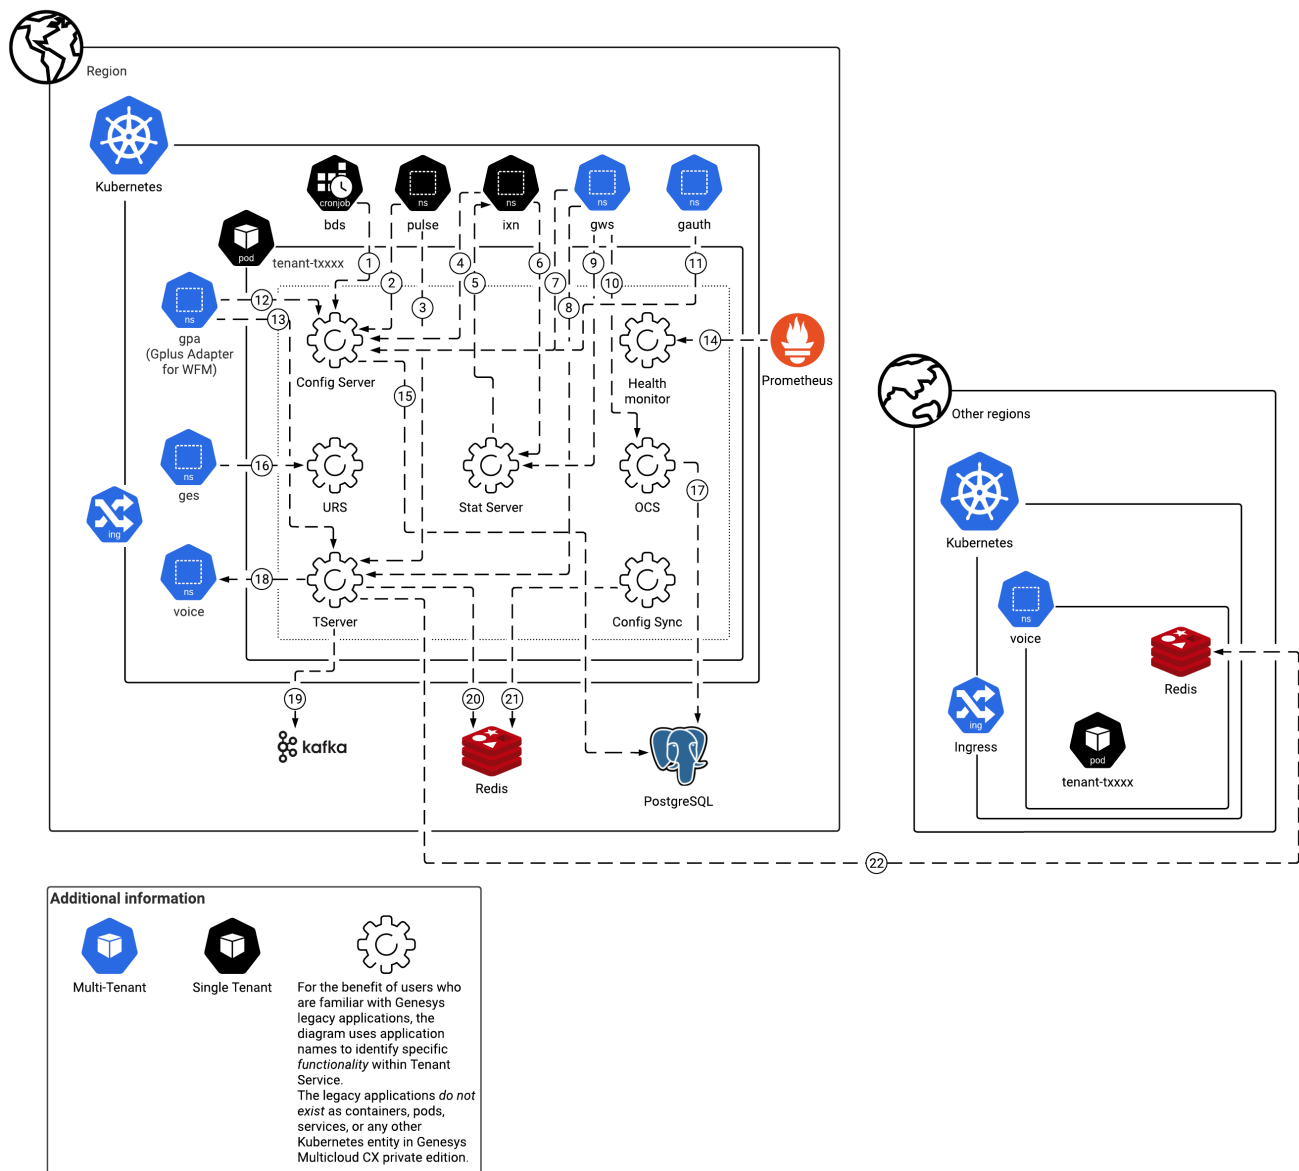 Region
Kubernetes
cronjob
bds
ns
pulse
ns
ixn
ns
gws
ns
gauth
pod
tenant-txxxx
1
2
3
4
5
6
7
8
9
10
11
ns
gpa
(Gplus Adapter
for WFM)
12
13
Config Server
Health
monitor
14
Prometheus
15
ns
ges
16
URS
Stat Server
OCS
17
ing
ns
voice
18
TServer
Config Sync
19
20
21
kafka
Redis
PostgreSQL
Other regions
Kubernetes
ns
voice
Redis
ing
Ingress
pod
tenant-txxxx
22
Additional information
Multi-Tenant
Single Tenant
For the benefit of users who
are familiar with Genesys
legacy applications, the
diagram uses application
names to identify specific
functionality within Tenant
Service.
The legacy applications do not
exist as containers, pods,
services, or any other
Kubernetes entity in Genesys
Multicloud CX private edition.